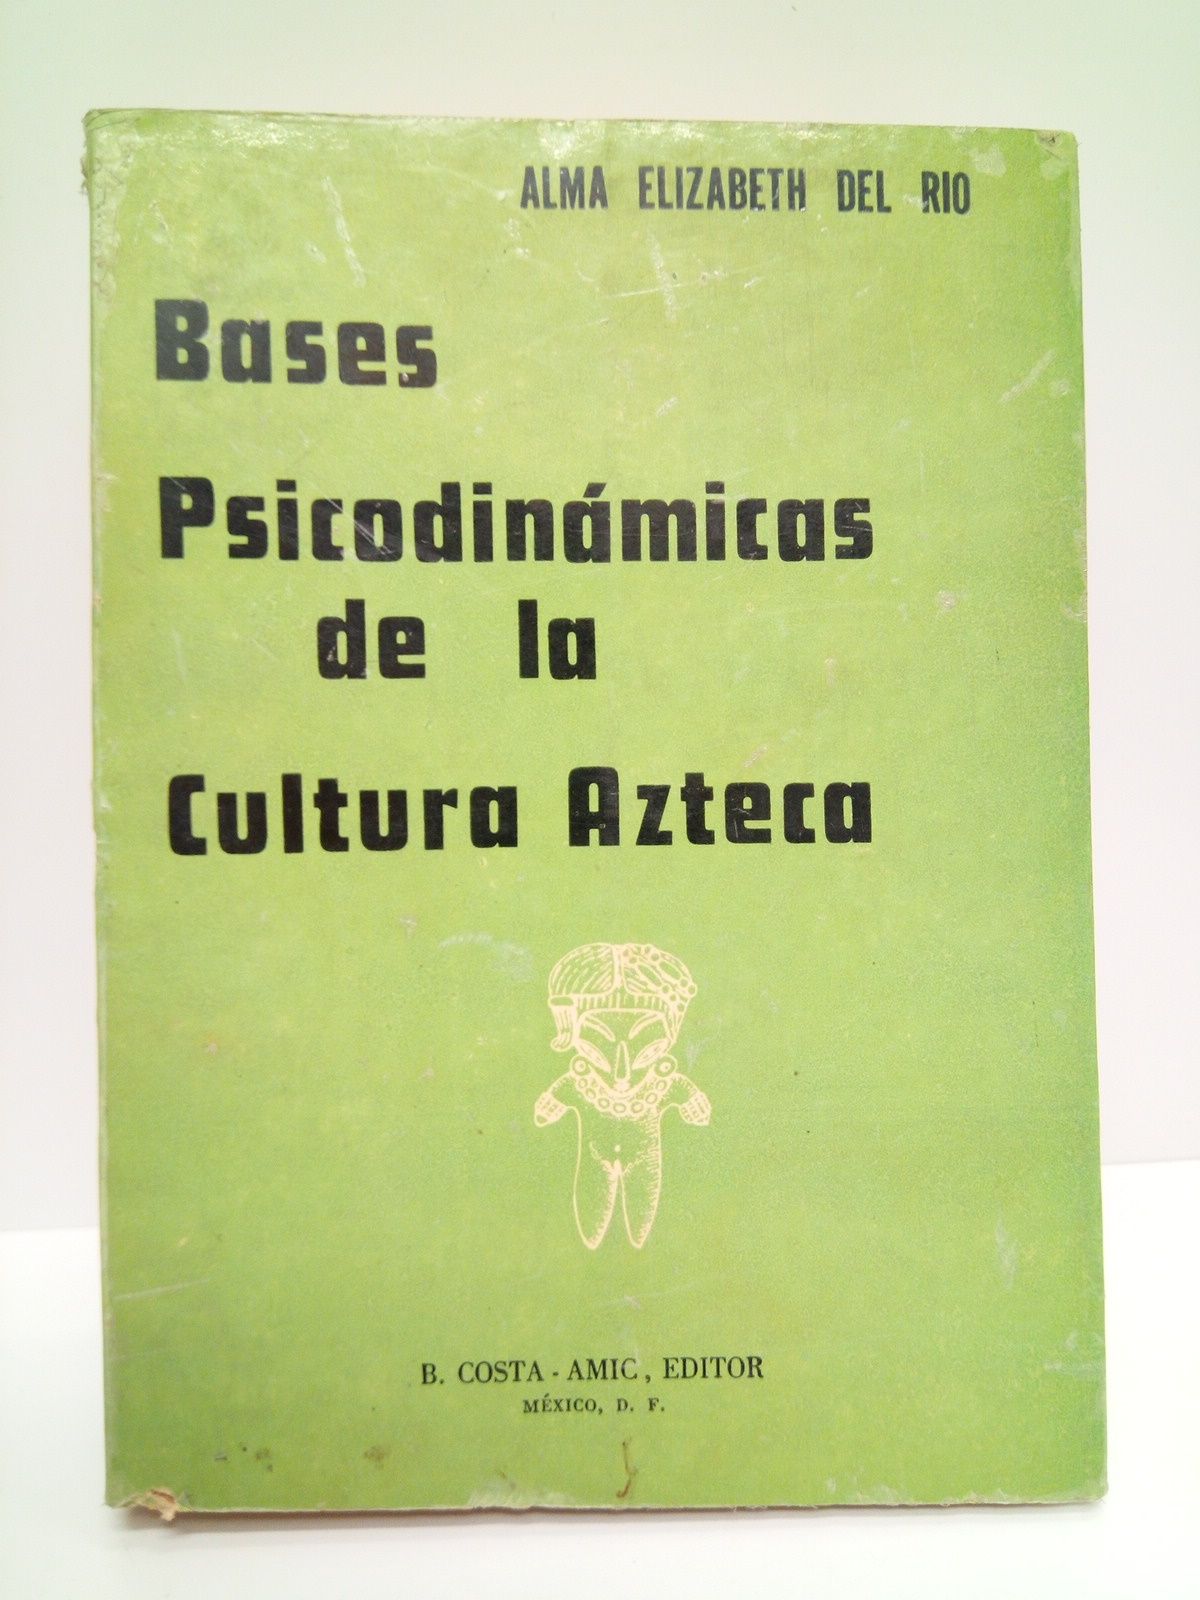 ALMA ELIZABETH DEL RIO
Bases
Psicodinámicas
de la
Cultura Azteca
B. COSTA - AMIC, EDITOR
MÉXICO, D. F.